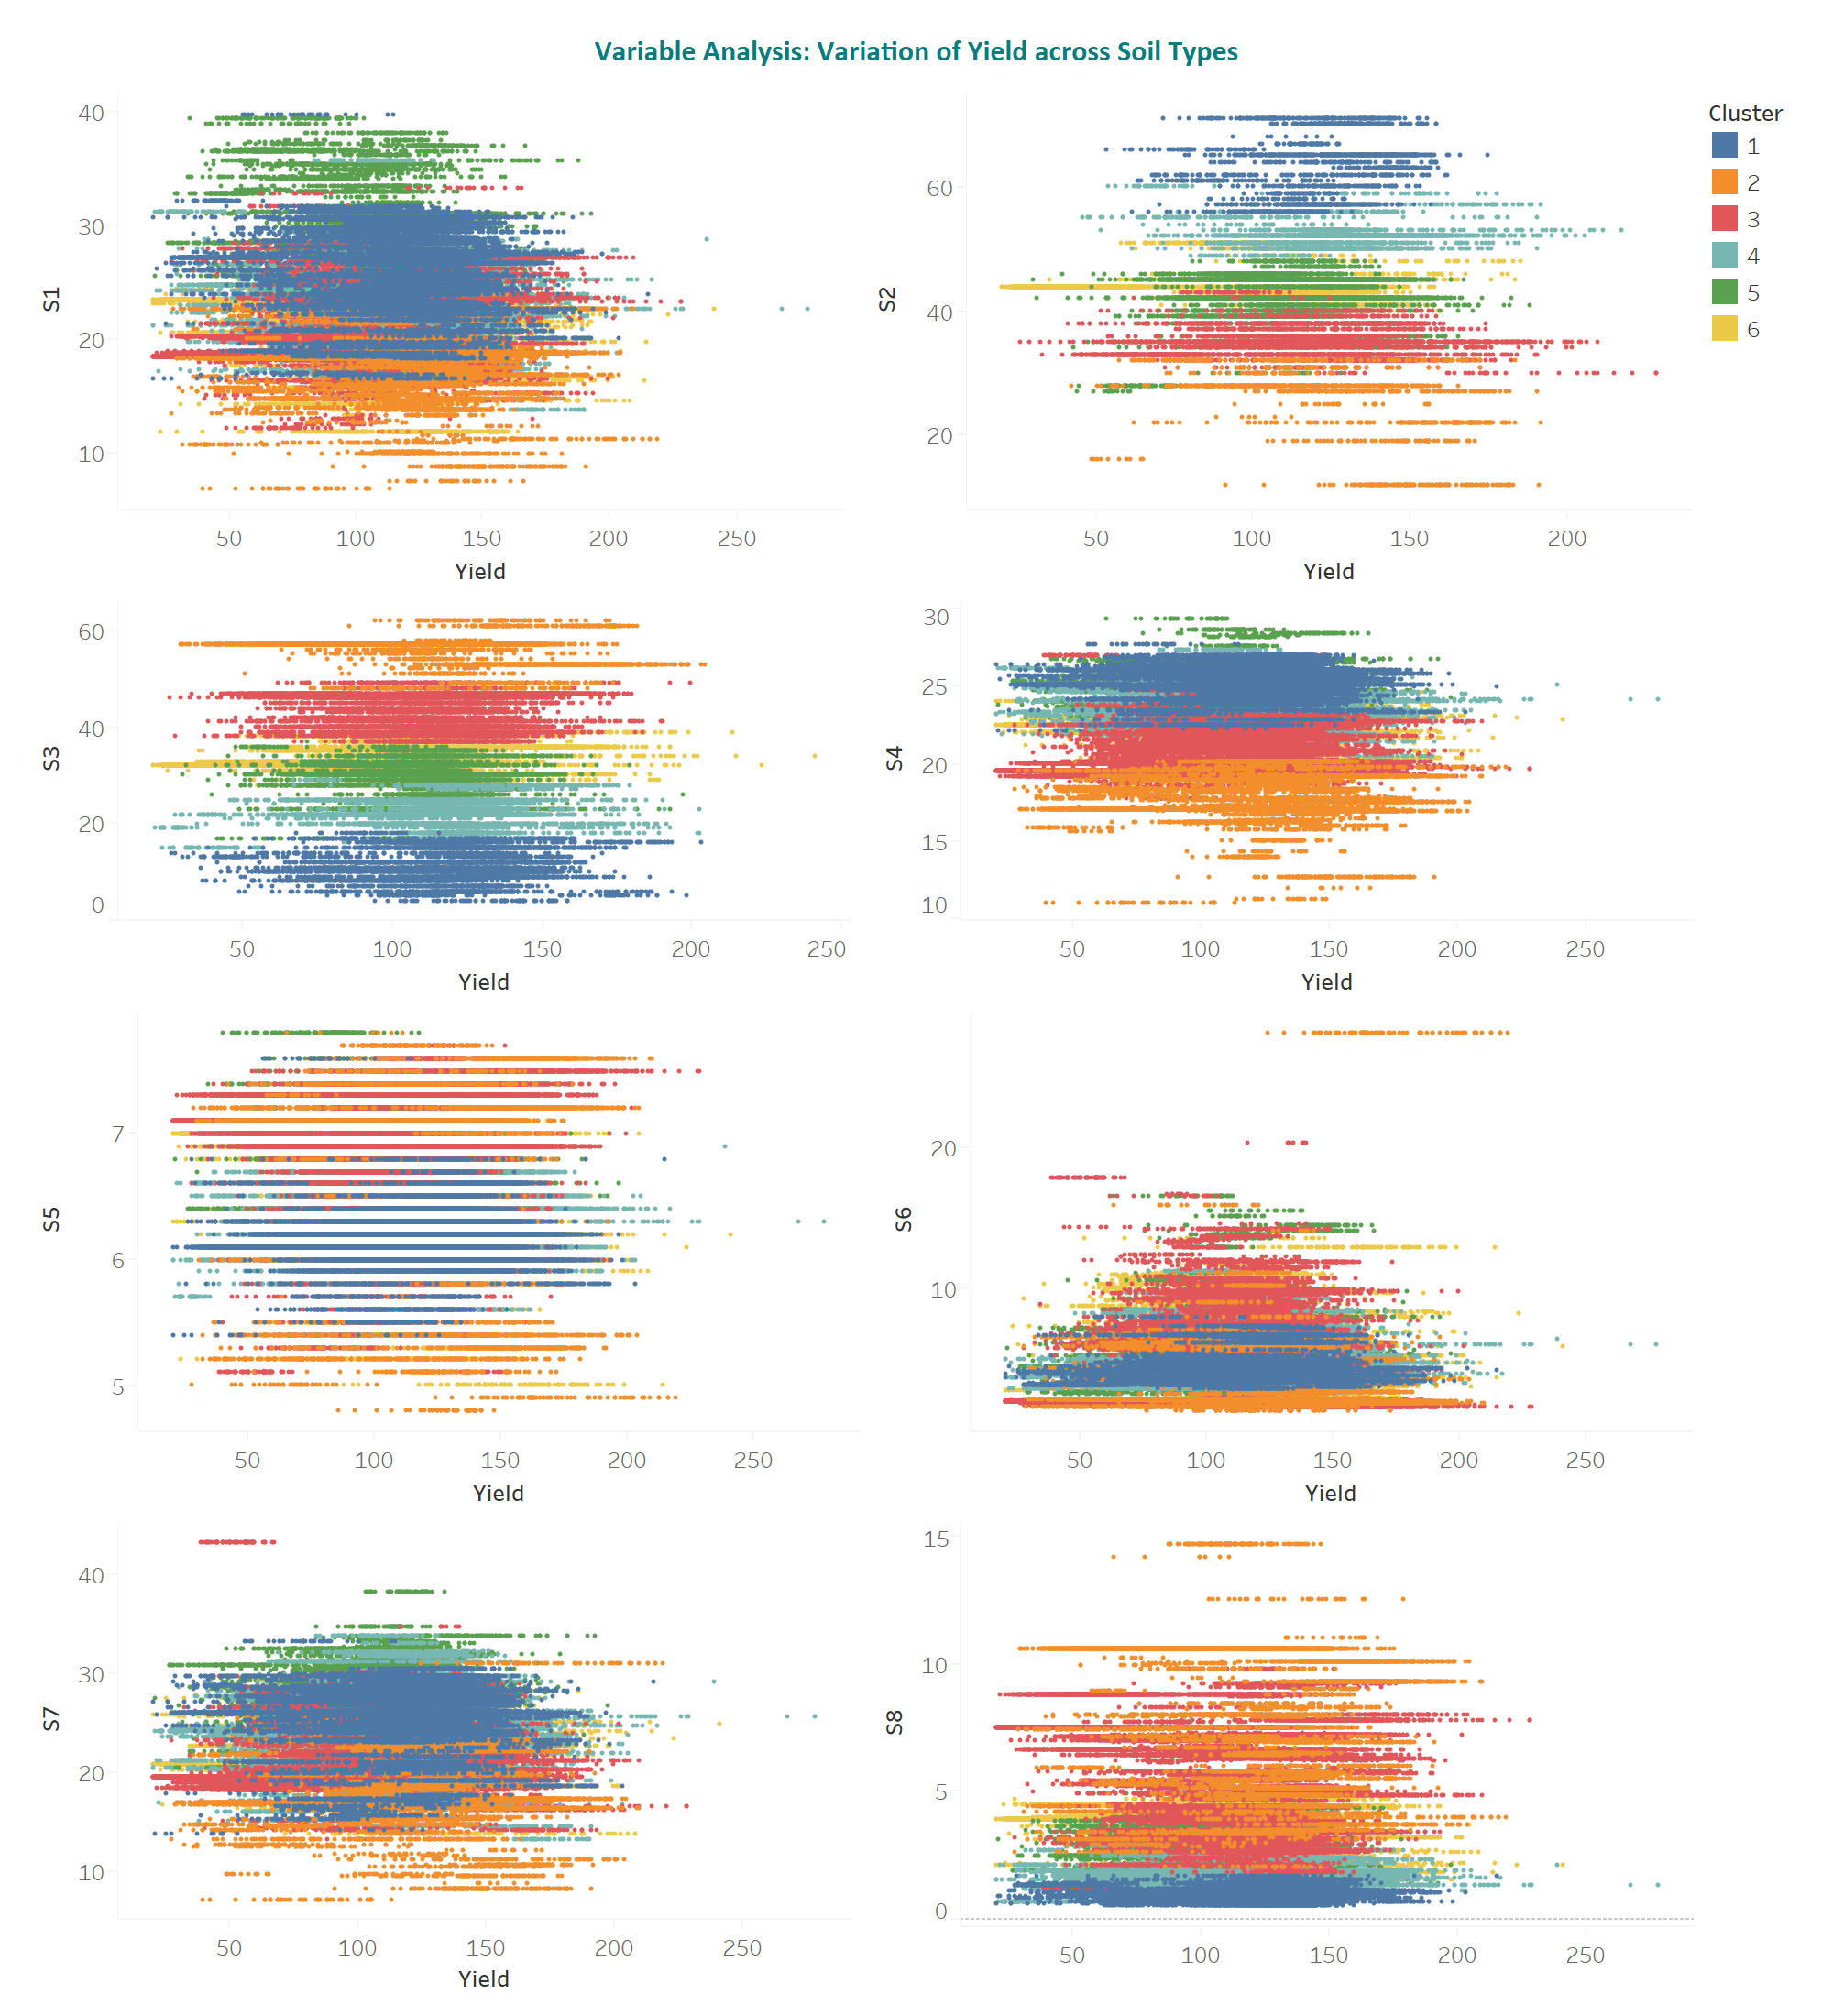 Variable Analysis: Variation of Yield across Soil Types
Cluster
1
2
3
4
5
6
S1
40
30
20
10
50 100 150 200 250
Yield
S2
60
40
20
50 100 150 200
Yield
S3
60
40
20
0
50 100 150 200 250
Yield
S4
30
25
20
15
10
50 100 150 200 250
Yield
S5
7
6
5
50 100 150 200 250
Yield
S6
20
10
50 100 150 200 250
Yield
S7
40
30
20
10
50 100 150 200 250
Yield
S8
15
10
5
0
50 100 150 200 250